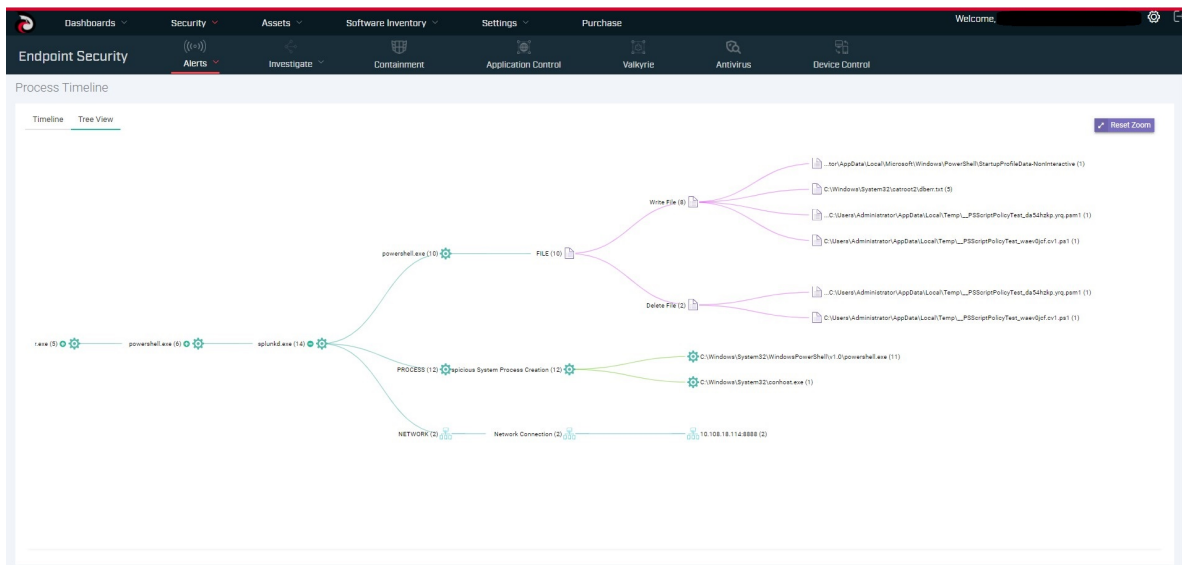 Dashboards Security Assets Software Inventory Settings Purchase Welcome,
Endpoint Security Alerts Investigate Containment Application Control Valkyrie Antivirus Device Control
Process Timeline
Timeline Tree View Reset Zoom
...tor\AppData\Local\Microsoft\Windows\PowerShell\StartupProfileData-NonInteractive (1)
C:\Windows\System32\catroot2\dberr.txt (5)
Write File (8)
...C:\Users\Administrator\AppData\Local\Temp\__PSScriptPolicyTest_da54hzkp.yrq.psm1 (1)
...C:\Users\Administrator\AppData\Local\Temp\__PSScriptPolicyTest_waev0jcf.cv1.ps1 (1)
powershell.exe (10) FILE (10)
...C:\Users\Administrator\AppData\Local\Temp\__PSScriptPolicyTest_da54hzkp.yrq.psm1 (1)
Delete File (2)
...C:\Users\Administrator\AppData\Local\Temp\__PSScriptPolicyTest_waev0jcf.cv1.ps1 (1)
r.exe (5) powershell.exe (6) splunkd.exe (14)
C:\Windows\System32\WindowsPowerShell\v1.0\powershell.exe (11)
PROCESS (12) spicious System Process Creation (12)
C:\Windows\System32\conhost.exe (1)
NETWORK (2) Network Connection (2) 10.108.18.114:8888 (2)